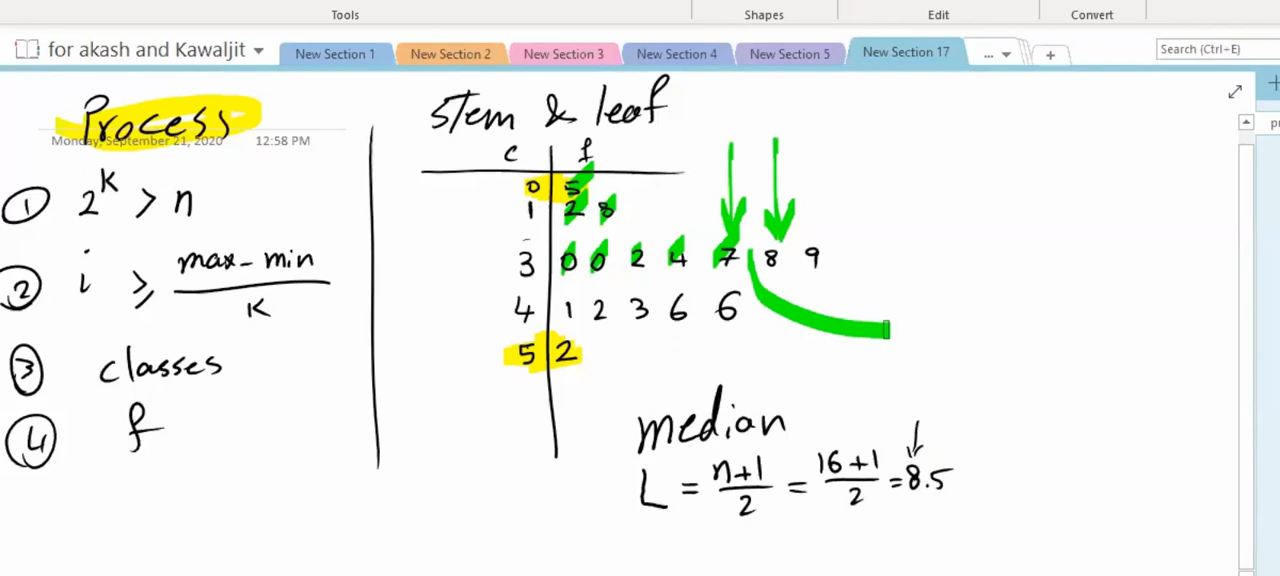 Tools Shapes Edit Convert
for akash and Kawaljit New Section 1 New Section 2 New Section 3 New Section 4 New Section 5 New Section 17 ... + Search (Ctrl+E)
Process
Monday, September 21, 2020 12:58 PM
① 2^K > n
② i ≥ (max - min) / K
③ classes
④ f
stem & leaf
c | f
0 | 5
1 | 2 8
3 | 0 0 2 4 7 8 9
4 | 1 2 3 6 6
5 | 2
median
L = (n+1)/2 = (16+1)/2 = 8.5